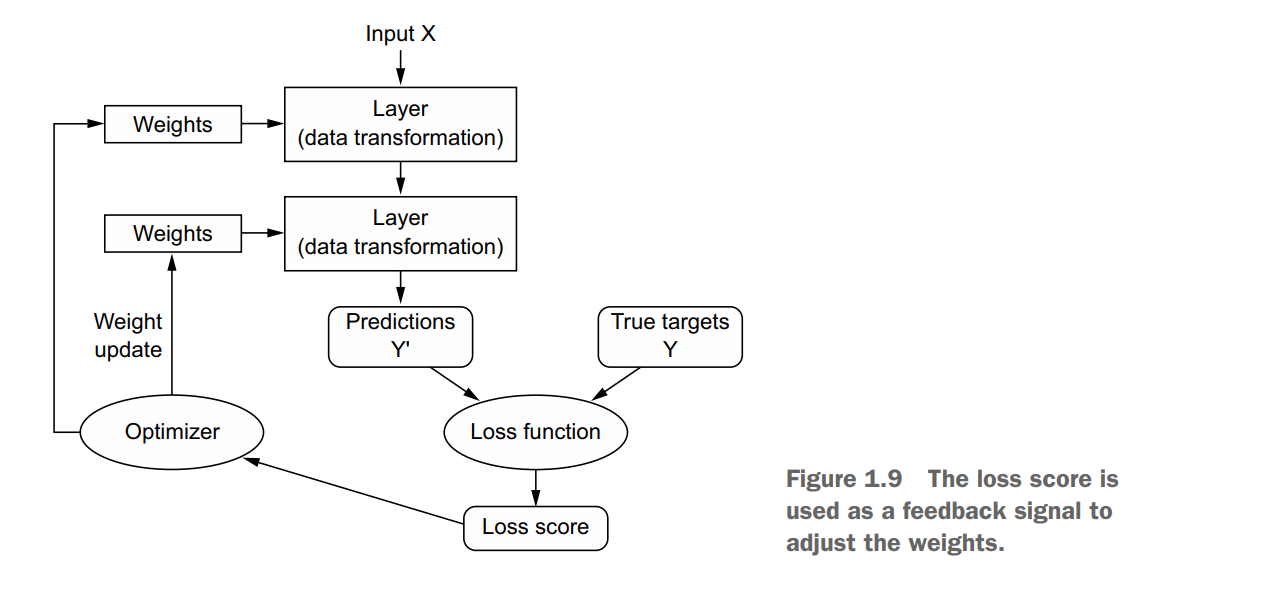 Input X
Weights
Layer
(data transformation)
Weights
Layer
(data transformation)
Weight
update
Predictions
Y'
True targets
Y
Optimizer
Loss function
Loss score
Figure 1.9 The loss score is
used as a feedback signal to
adjust the weights.